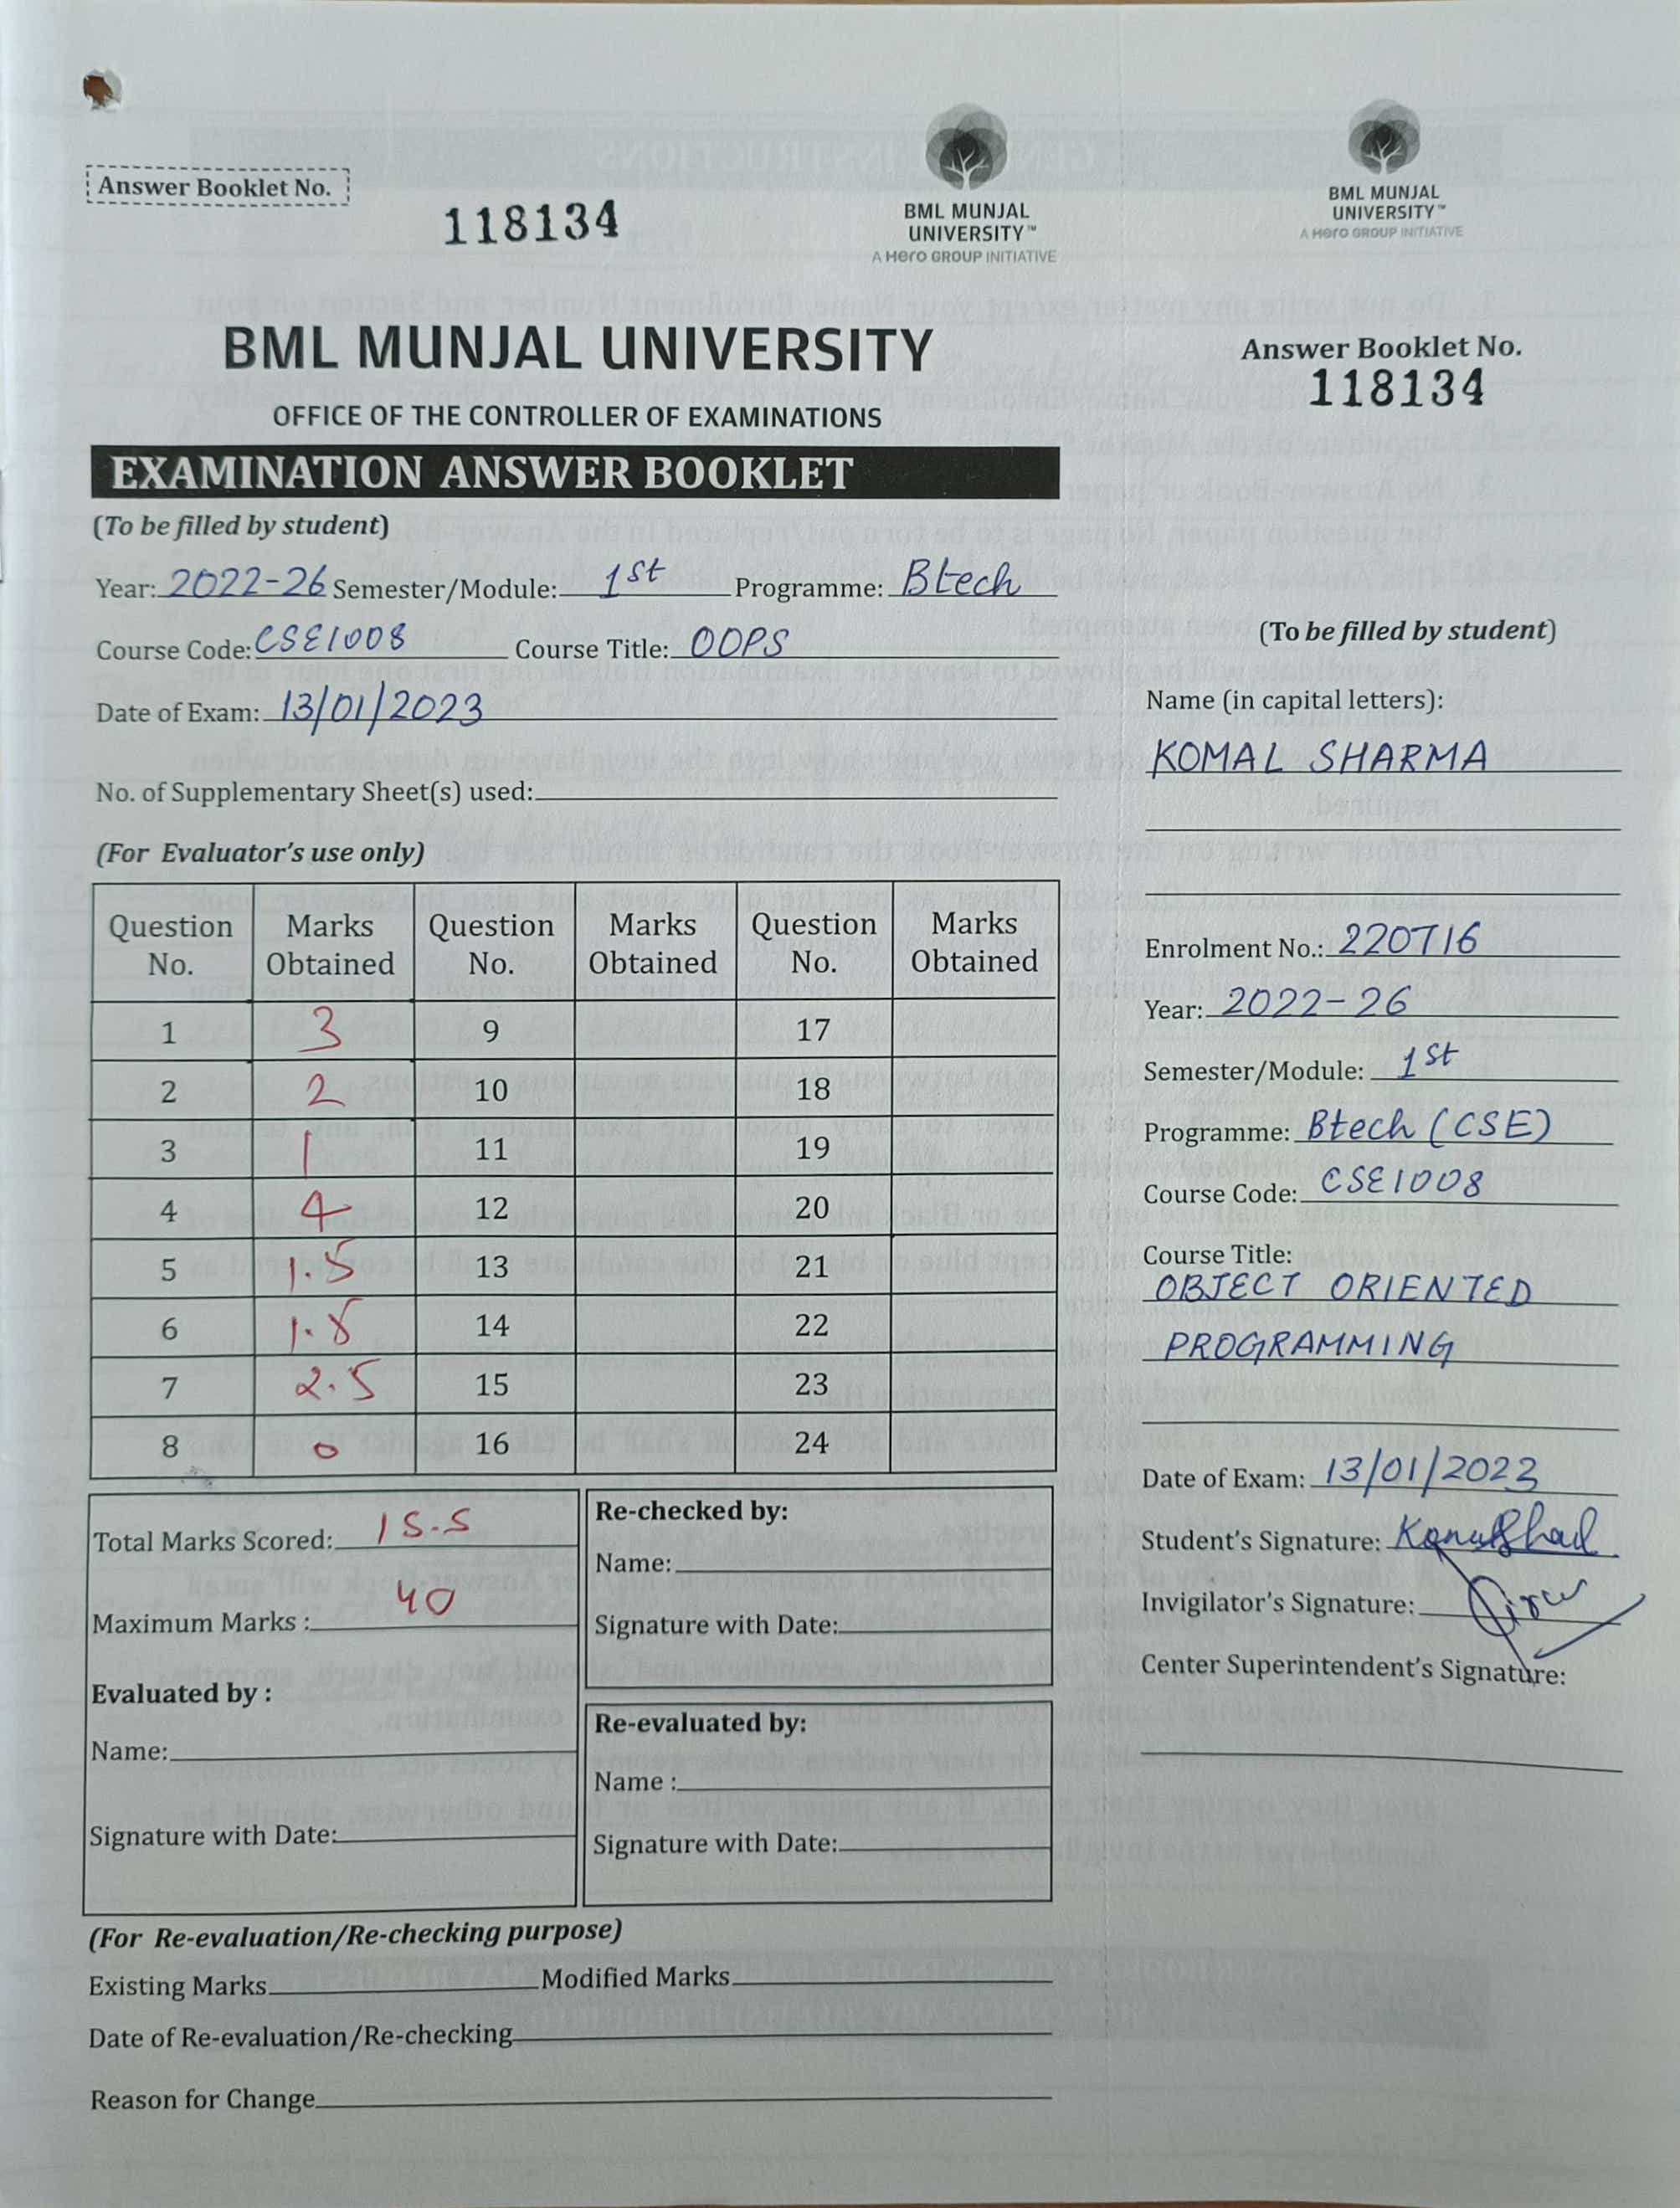 Answer Booklet No.
118134
BML MUNJAL
UNIVERSITY™
A Hero GROUP INITIATIVE
BML MUNJAL
UNIVERSITY™
A Hero GROUP INITIATIVE
BML MUNJAL UNIVERSITY
OFFICE OF THE CONTROLLER OF EXAMINATIONS
EXAMINATION ANSWER BOOKLET
(To be filled by student)
Year: 2022-26 Semester/Module: 1st Programme: Btech
Course Code: CSE1008 Course Title: OOPS
Date of Exam: 13/01/2023
No. of Supplementary Sheet(s) used:
(For Evaluator's use only)
Question No. Marks Obtained Question No. Marks Obtained Question No. Marks Obtained
1 3 9 17
2 2 10 18
3 1 11 19
4 4 12 20
5 1.5 13 21
6 1.5 14 22
7 2.5 15 23
8 0 16 24
Total Marks Scored: 15.5
Maximum Marks : 40
Evaluated by :
Name:
Signature with Date:
Re-checked by:
Name:
Signature with Date:
Re-evaluated by:
Name :
Signature with Date:
(For Re-evaluation/Re-checking purpose)
Existing Marks Modified Marks
Date of Re-evaluation/Re-checking
Reason for Change
Answer Booklet No.
118134
(To be filled by student)
Name (in capital letters):
KOMAL SHARMA
Enrolment No.: 220716
Year: 2022-26
Semester/Module: 1st
Programme: Btech (CSE)
Course Code: CSE1008
Course Title:
OBJECT ORIENTED
PROGRAMMING
Date of Exam: 13/01/2023
Student's Signature:
Invigilator's Signature:
Center Superintendent's Signature: